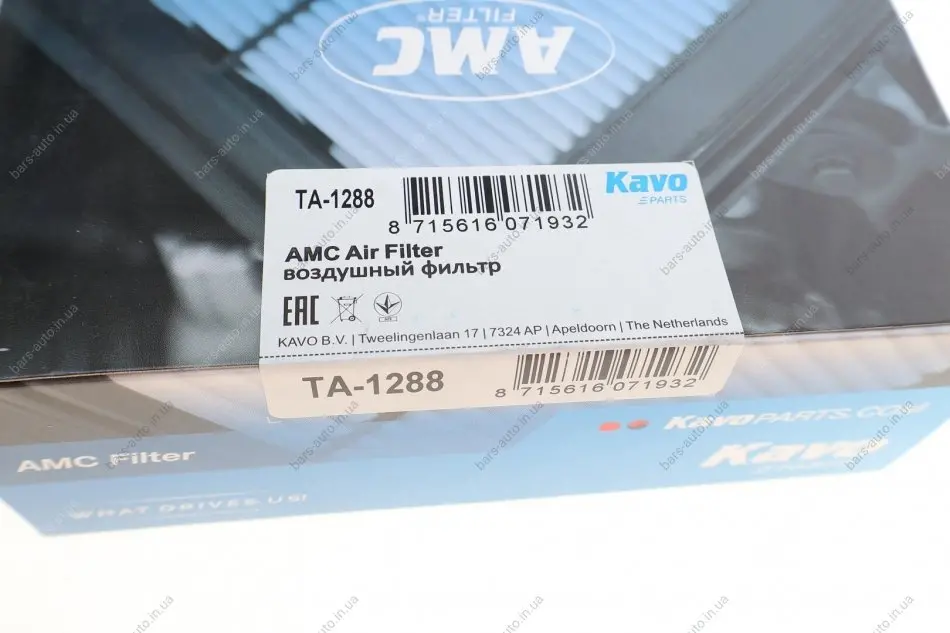 AMC
FILTER
TA-1288
8 715616 071932
Kavo
PARTS
AMC Air Filter
воздушный фильтр
EAC
KAVO B.V. | Tweelingenlaan 17 | 7324 AP | Apeldoorn | The Netherlands
TA-1288
8 715616 071932
KAVOPARTS.COM
Kavo
AMC Filter
WHAT DRIVES US!
bars-auto.in.ua